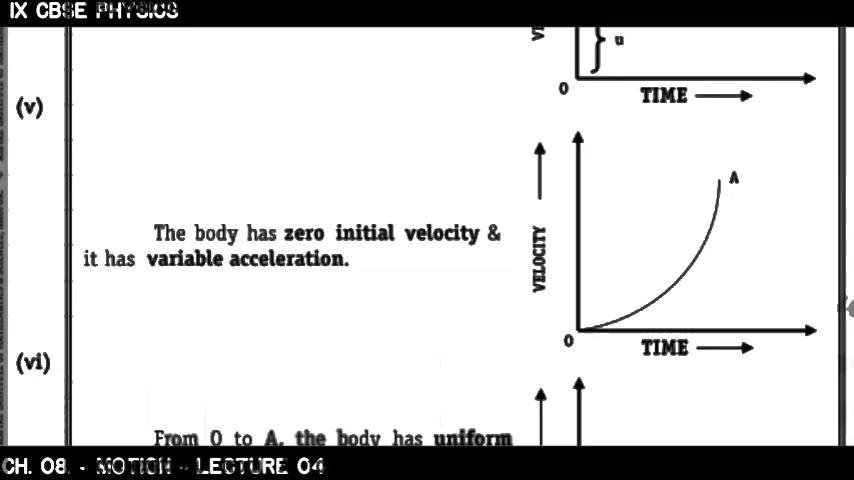 IX CBSE PHYSICS
u
0
TIME
(v)
A
The body has zero initial velocity &
it has variable acceleration.
VELOCITY
0
TIME
(vi)
From O to A, the body has uniform
CH. 08. - MOTION - LECTURE 04